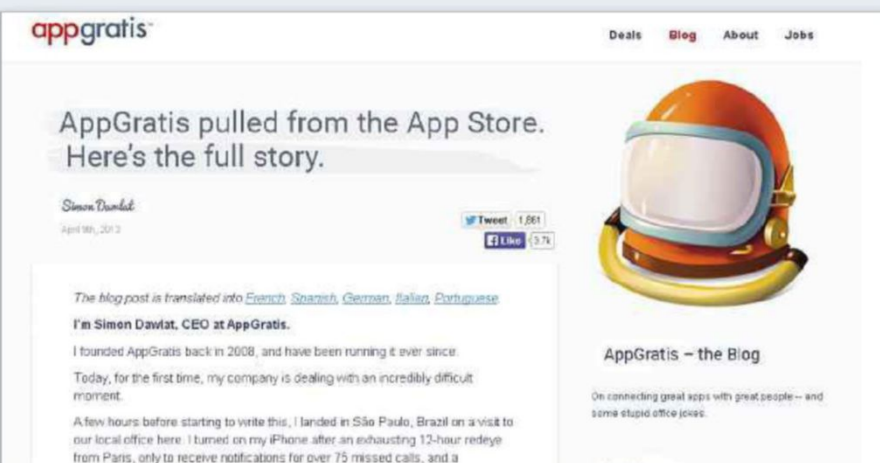 appgratis
Deals Blog About Jobs
AppGratis pulled from the App Store.
Here's the full story.
Simon Dawlat
April 9th, 2013
Tweet 1,861
Like 3.7k
The blog post is translated into French, Spanish, German, Italian, Portuguese.
I'm Simon Dawlat, CEO at AppGratis.
I founded AppGratis back in 2008, and have been running it ever since.
Today, for the first time, my company is dealing with an incredibly difficult
moment.
A few hours before starting to write this, I landed in São Paulo, Brazil on a visit to
our local office here. I turned on my iPhone after an exhausting 12-hour redeye
from Paris, only to receive notifications for over 75 missed calls, and a
AppGratis – the Blog
On connecting great apps with great people – and
some stupid office jokes.